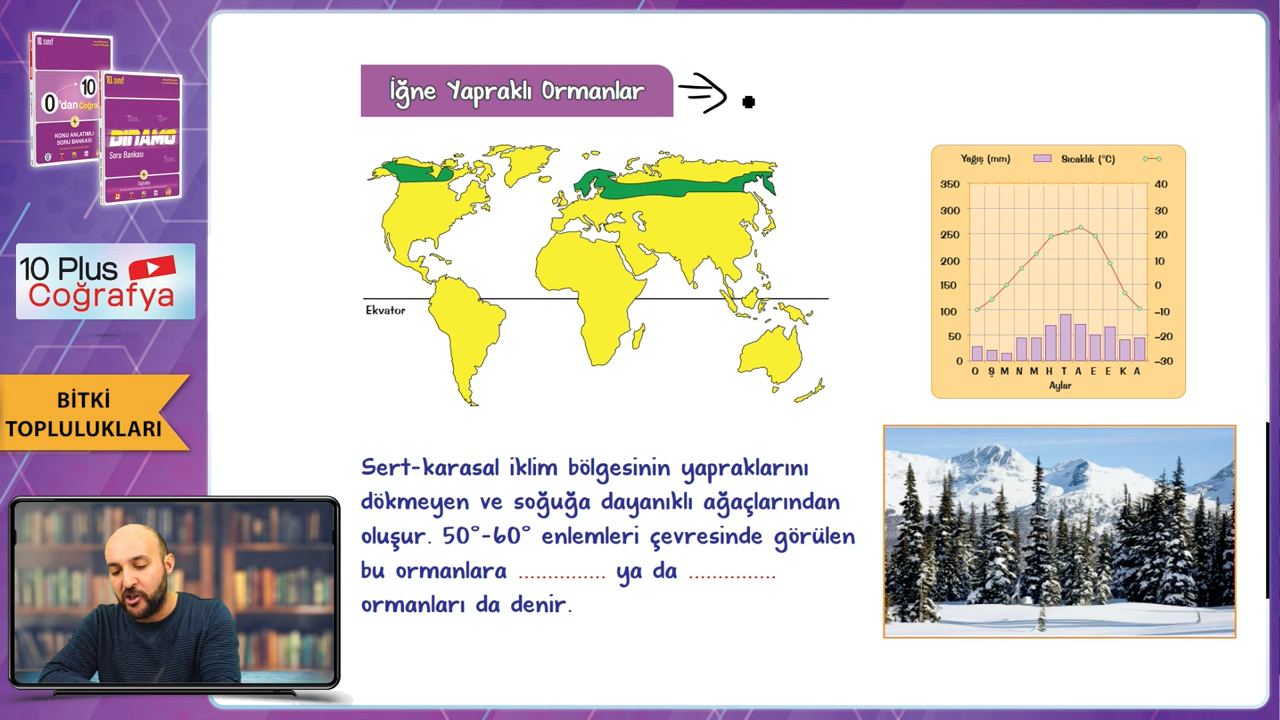 10. sınıf
0'dan 10
Coğra
KONU ANLATIMLI
SORU BANKASI
10. sınıf
DINAMO
Soru Bankası
Coğrafya
10 Plus
Coğrafya
BİTKİ
TOPLULUKLARI
İğne Yapraklı Ormanlar
Ekvator
Yağış (mm) Sıcaklık (°C)
350 40
300 30
250 20
200 10
150 0
100 -10
50 -20
0 -30
O Ş M N M H T A E E K A
Aylar
Sert-karasal iklim bölgesinin yapraklarını
dökmeyen ve soğuğa dayanıklı ağaçlarından
oluşur. 50°-60° enlemleri çevresinde görülen
bu ormanlara ............... ya da ...............
ormanları da denir.